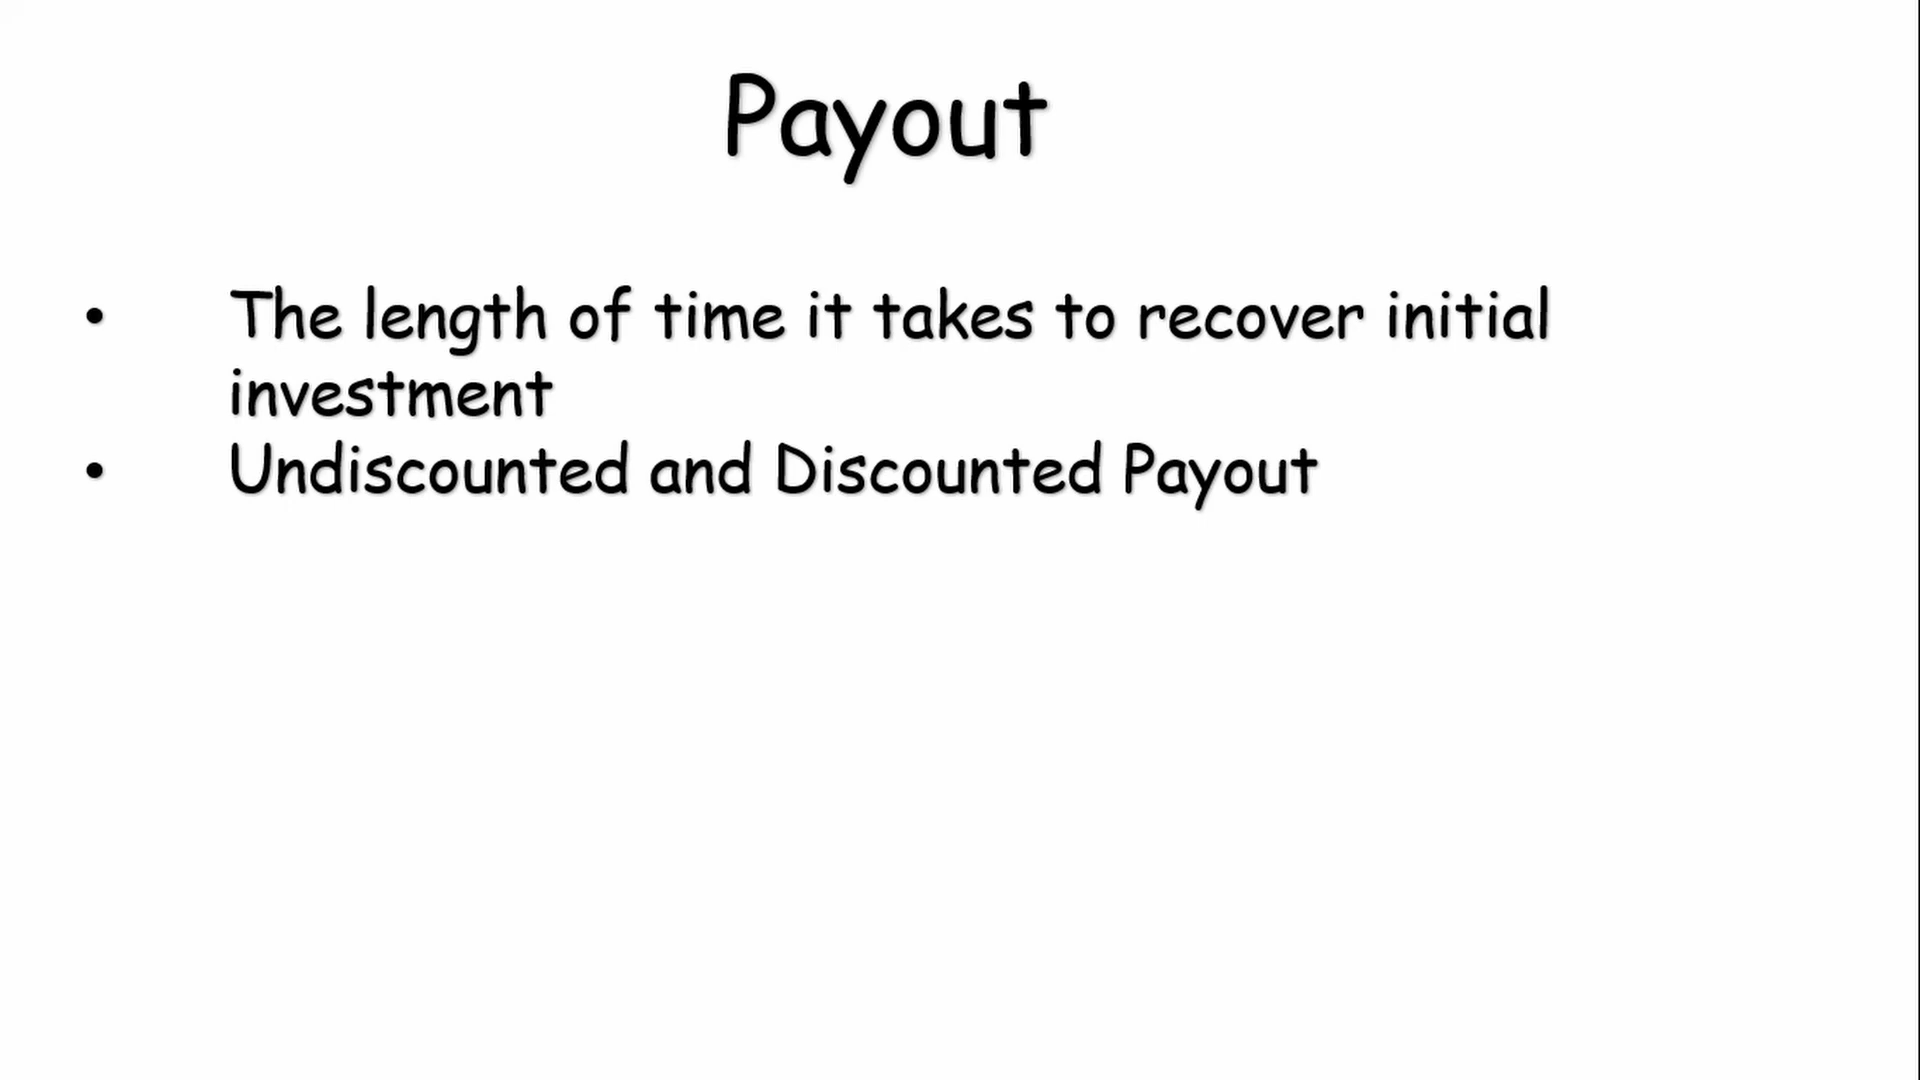 Payout
• The length of time it takes to recover initial
investment
• Undiscounted and Discounted Payout